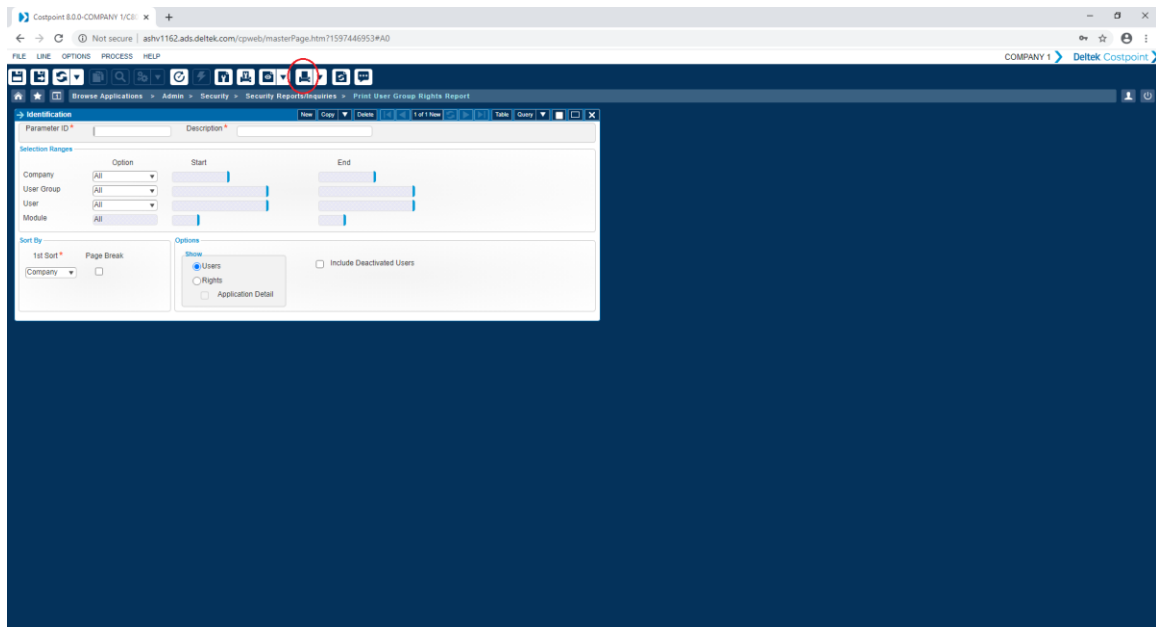 Costpoint 8.0.0-COMPANY 1/C8
Not secure | ashv1162.ads.deltek.com/cpweb/masterPage.htm?1597446953#A0
FILE LINE OPTIONS PROCESS HELP
COMPANY 1 Deltek Costpoint
Browse Applications > Admin > Security > Security Reports/Inquiries > Print User Group Rights Report
Identification New Copy Delete 1 of 1 New Table Query
Parameter ID * Description *
Selection Ranges
Option Start End
Company All
User Group All
User All
Module All
Sort By Options
1st Sort * Page Break Show
Company Users Include Deactivated Users
Rights
Application Detail